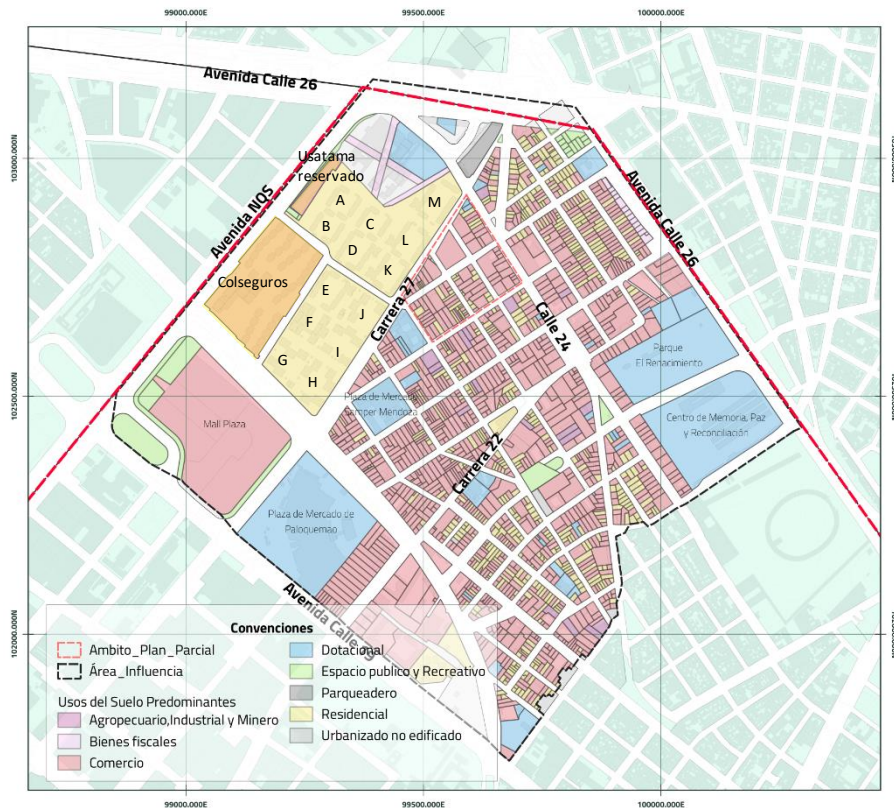 99000.000E 99500.000E 100000.000E
Avenida Calle 26
103000.000N
Usatama
reservado
A
M
B
C
D
L
K
Avenida NQS
Avenida Calle 26
Colseguros
E
J
F
Carrera 27
Calle 24
G
I
H
Parque
El Renacimiento
102500.000N
Plaza de Mercado
Samper Mendoza
Mall Plaza
Centro de Memoria, Paz
y Reconciliación
Carrera 22
Plaza de Mercado de
Paloquemao
Avenida Calle 19
102000.000N
Convenciones
Ambito_Plan_Parcial
Área_Influencia
Usos del Suelo Predominantes
Agropecuario,Industrial y Minero
Bienes fiscales
Comercio
Dotacional
Espacio publico y Recreativo
Parqueadero
Residencial
Urbanizado no edificado
99000.000E 99500.000E 100000.000E